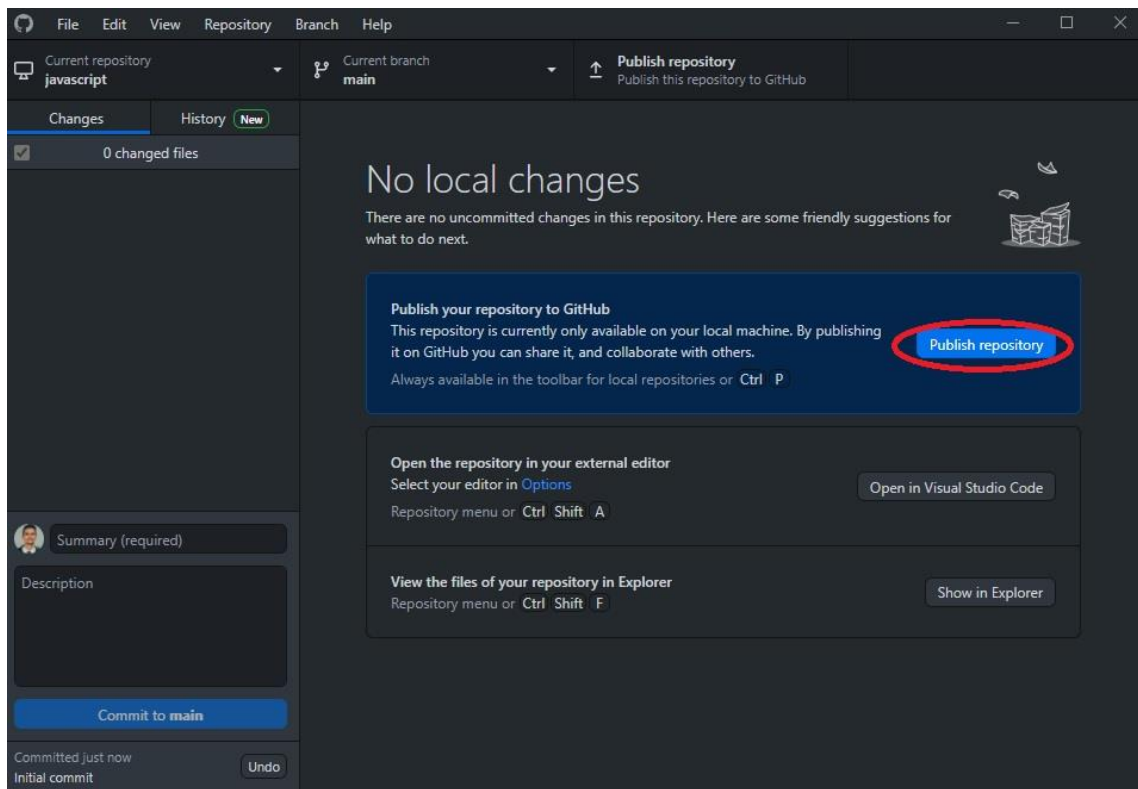 File Edit View Repository Branch Help
Current repository
javascript
Current branch
main
Publish repository
Publish this repository to GitHub
Changes
History New
0 changed files
No local changes
There are no uncommitted changes in this repository. Here are some friendly suggestions for
what to do next.
Publish your repository to GitHub
This repository is currently only available on your local machine. By publishing
it on GitHub you can share it, and collaborate with others.
Always available in the toolbar for local repositories or Ctrl P
Publish repository
Open the repository in your external editor
Select your editor in Options
Repository menu or Ctrl Shift A
Open in Visual Studio Code
View the files of your repository in Explorer
Repository menu or Ctrl Shift F
Show in Explorer
Summary (required)
Description
Commit to main
Committed just now
Initial commit
Undo